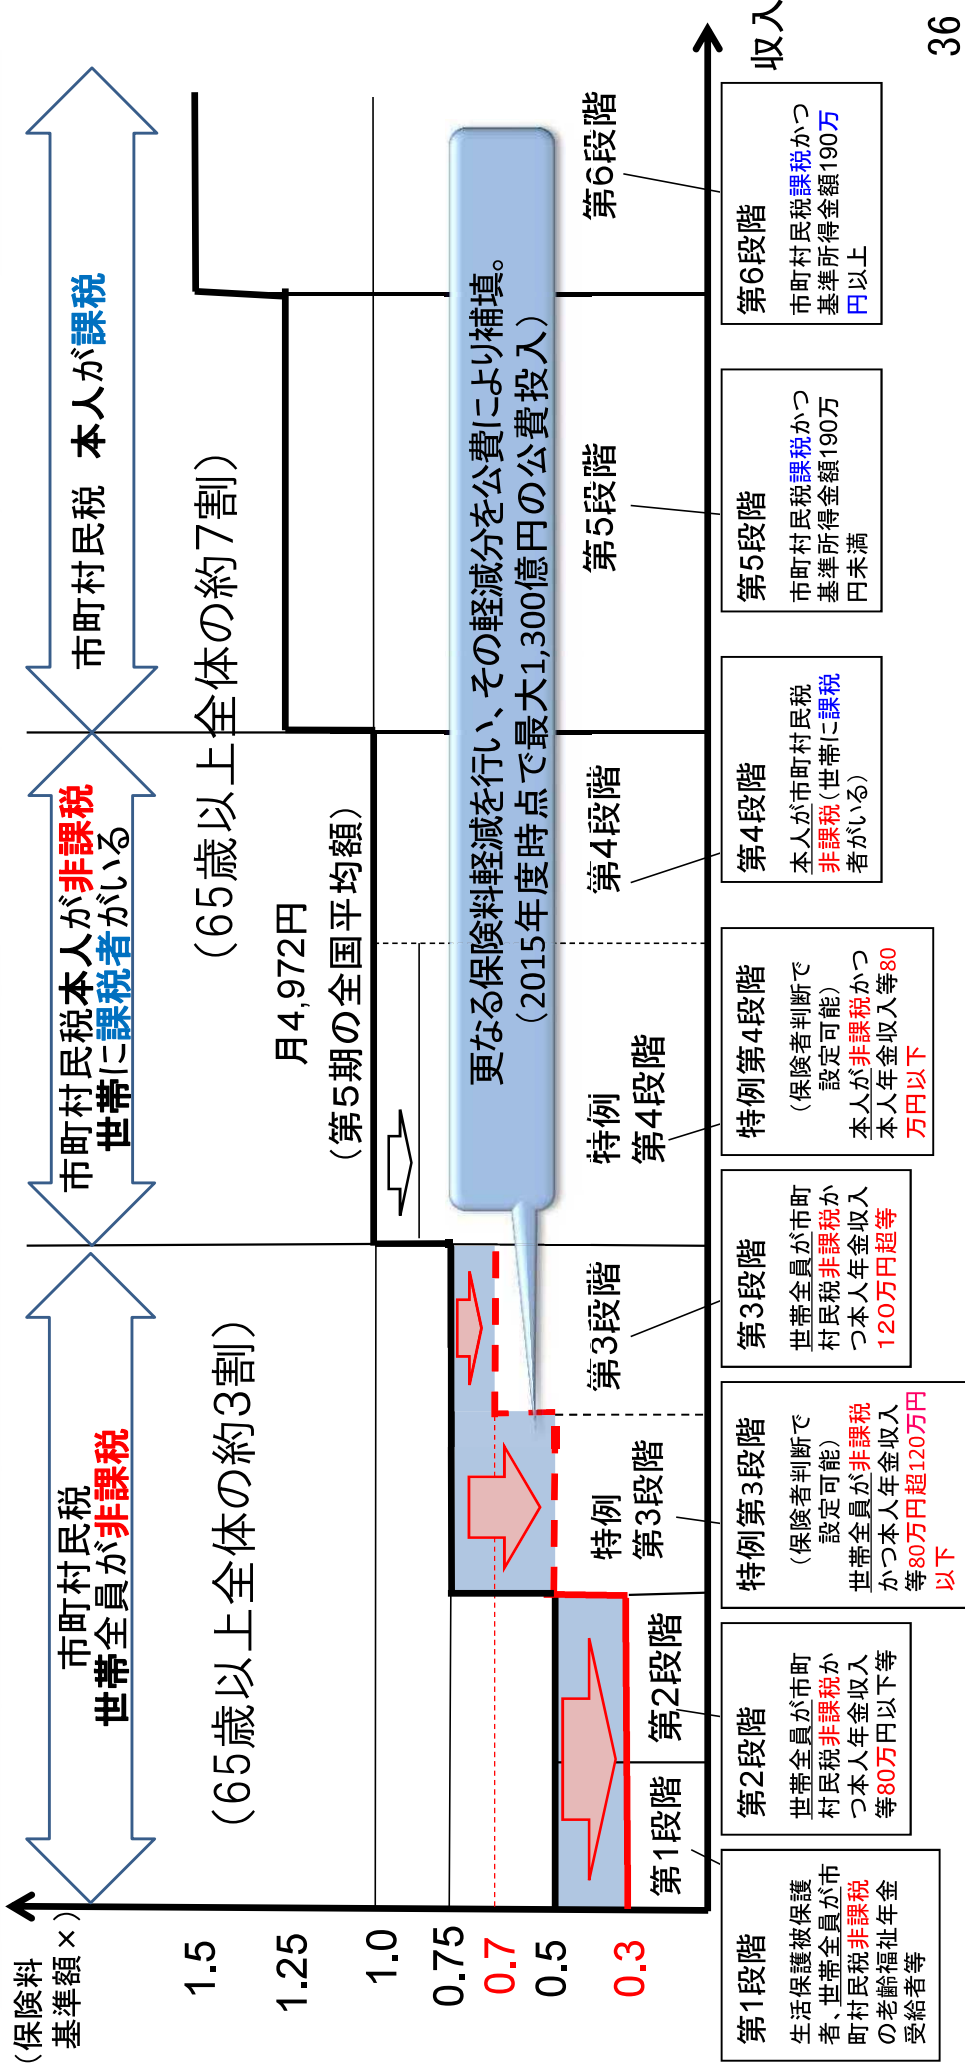 (保険料
基準額×)
1.5
1.25
1.0
0.75
0.7
0.5
0.3
市町村民税
世帯全員が非課税
市町村民税本人が非課税
世帯に課税者がいる
市町村民税 本人が課税
(65歳以上全体の約3割)
(65歳以上全体の約7割)
月4,972円
(第5期の全国平均額)
更なる保険料軽減を行い、その軽減分を公費により補填。
(2015年度時点で最大1,300億円の公費投入)
第1段階
第2段階
特例
第3段階
第3段階
特例
第4段階
第4段階
第5段階
第6段階
収入
第1段階
生活保護被保護
者、世帯全員が市
町村民税非課税
の老齢福祉年金
受給者等
第2段階
世帯全員が市町
村民税非課税か
つ本人年金収入
等80万円以下等
特例第3段階
(保険者判断で
設定可能)
世帯全員が非課税
かつ本人年金収入
等80万円超120万円
以下
第3段階
世帯全員が市町
村民税非課税か
つ本人年金収入
120万円超等
特例第4段階
(保険者判断で
設定可能)
本人が非課税かつ
本人年金収入等80
万円以下
第4段階
本人が市町村民税
非課税(世帯に課税
者がいる)
第5段階
市町村民税課税かつ
基準所得金額190万
円未満
第6段階
市町村民税課税かつ
基準所得金額190万
円以上
36